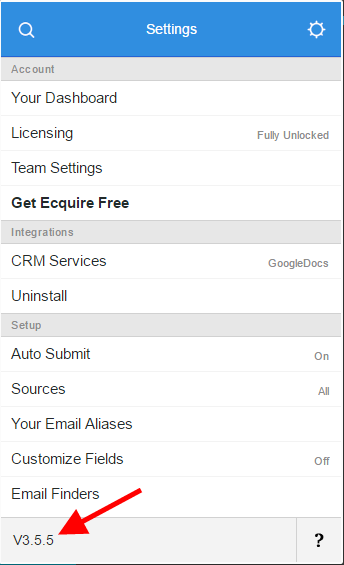 Settings
Account
Your Dashboard
Licensing Fully Unlocked
Team Settings
Get Ecquire Free
Integrations
CRM Services GoogleDocs
Uninstall
Setup
Auto Submit On
Sources All
Your Email Aliases
Customize Fields Off
Email Finders
V3.5.5 ?